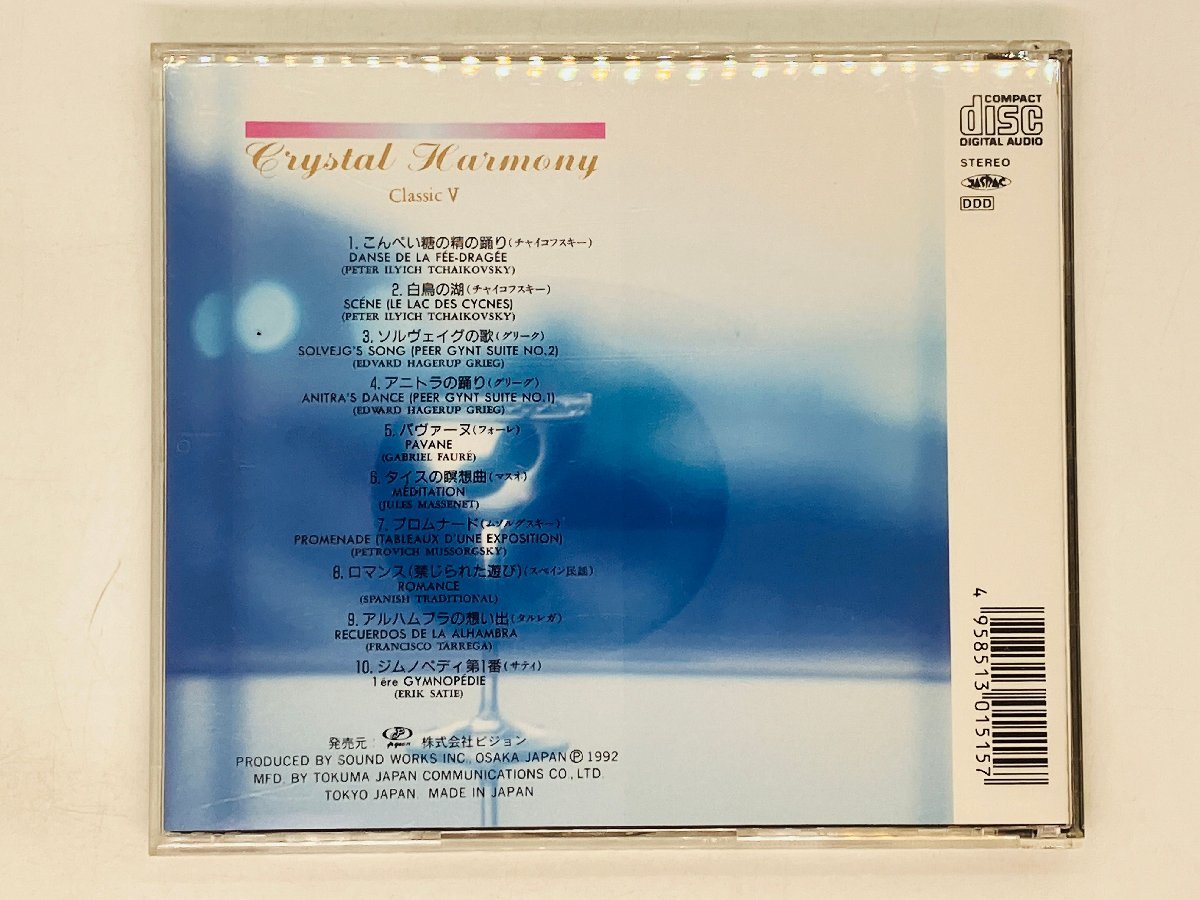 Crystal Harmony
Classic V
1. こんぺい糖の精の踊り(チャイコフスキー)
DANSE DE LA FÉE-DRAGÉE
(PETER ILYICH TCHAIKOVSKY)
2. 白鳥の湖(チャイコフスキー)
SCÉNE (LE LAC DES CYCNES)
(PETER ILYICH TCHAIKOVSKY)
3. ソルヴェイグの歌(グリーク)
SOLVEJG'S SONG (PEER GYNT SUITE NO.2)
(EDVARD HAGERUP GRIEG)
4. アニトラの踊り(グリーグ)
ANITRA'S DANCE (PEER GYNT SUITE NO.1)
(EDWARD HAGERUP GRIEG)
5. パヴァーヌ(フォーレ)
PAVANE
(GABRIEL FAURÉ)
6. タイスの瞑想曲(マスオ)
MÉDITATION
(JULES MASSENET)
7. プロムナード(ムソルグスキー)
PROMENADE (TABLEAUX D'UNE EXPOSITION)
(PETROVICH MUSSORGSKY)
8. ロマンス(禁じられた遊び)(スペイン民謡)
ROMANCE
(SPANISH TRADITIONAL)
9. アルハムブラの想い出(タルレガ)
RECUERDOS DE LA ALHAMBRA
(FRANCISCO TARREGA)
10. ジムノペディ第1番(サティ)
1ére GYMNOPÉDIE
(ERIK SATIE)
発売元: Pigeon 株式会社ピジョン
PRODUCED BY SOUND WORKS INC., OSAKA JAPAN Ⓟ 1992
MFD. BY TOKUMA JAPAN COMMUNICATIONS CO., LTD.
TOKYO JAPAN. MADE IN JAPAN
COMPACT
disc
DIGITAL AUDIO
STEREO
JASRAC
DDD
4 958513 015157